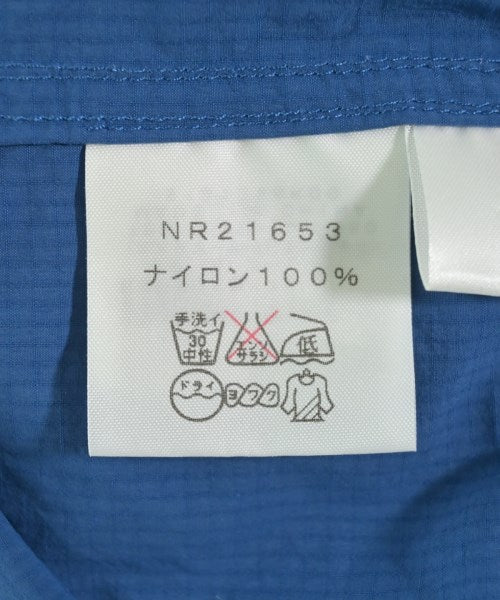 NR21653
ナイロン100%
手洗イ
30
中性
エンソ
サラシ
低
ドライ
ヨワク